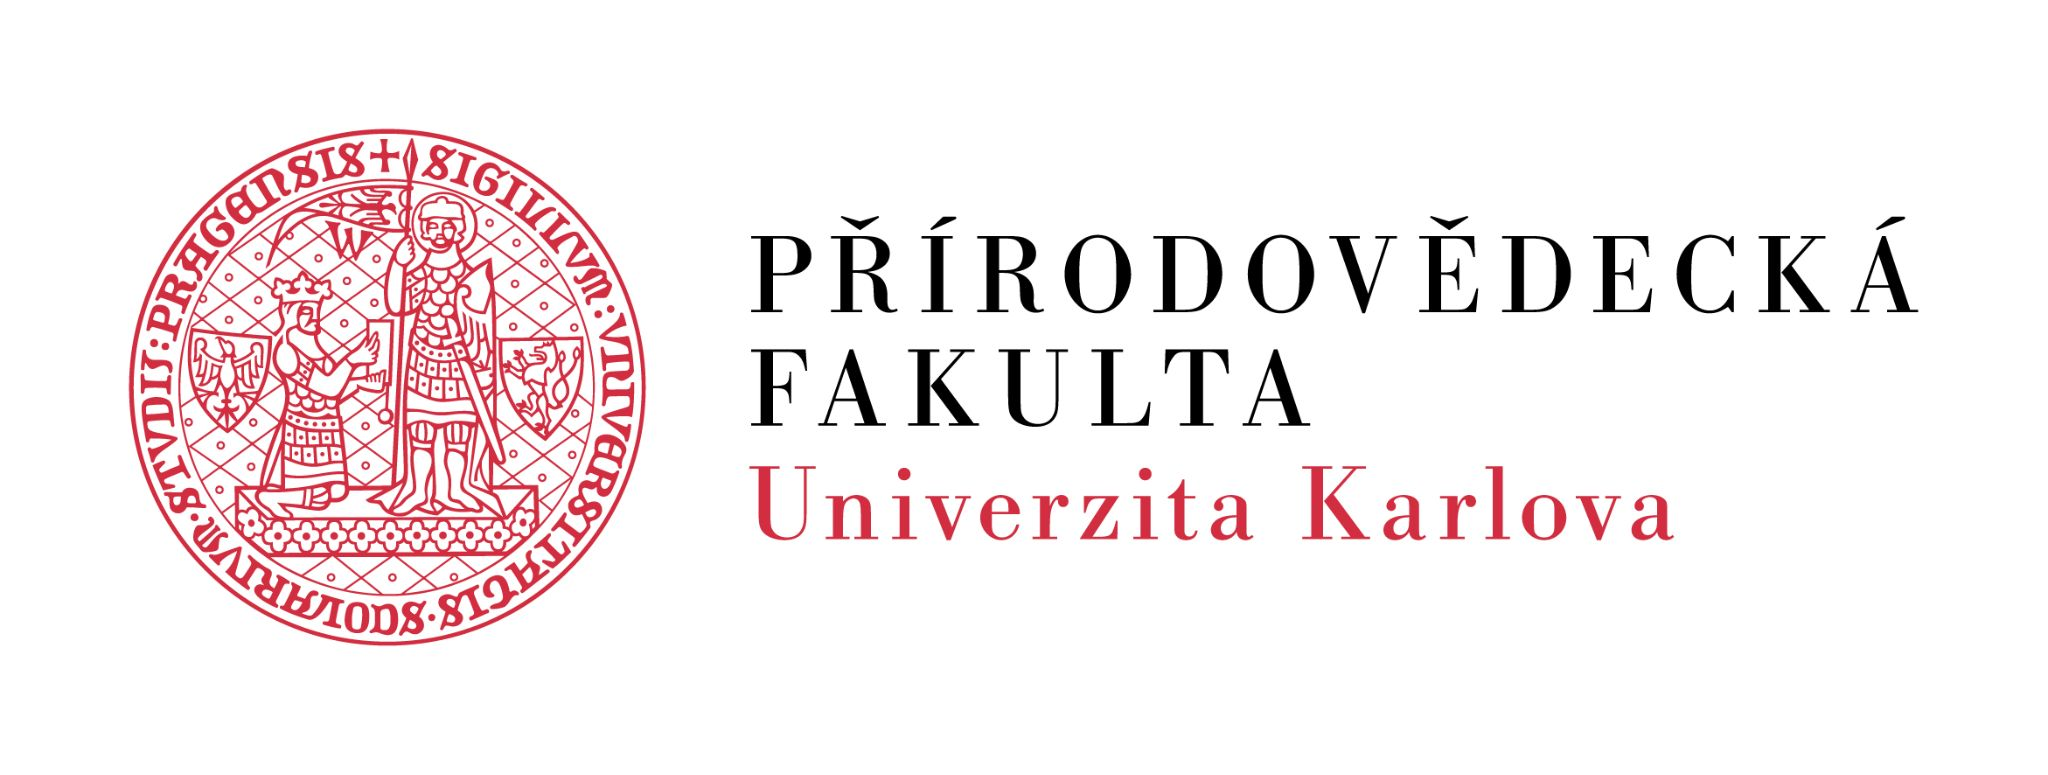 SIGILLVM : VNIVERSITATIS · SCOLARIVM · STVDII : PRAGENSIS +
W
PŘÍRODOVĚDECKÁ
FAKULTA
Univerzita Karlova